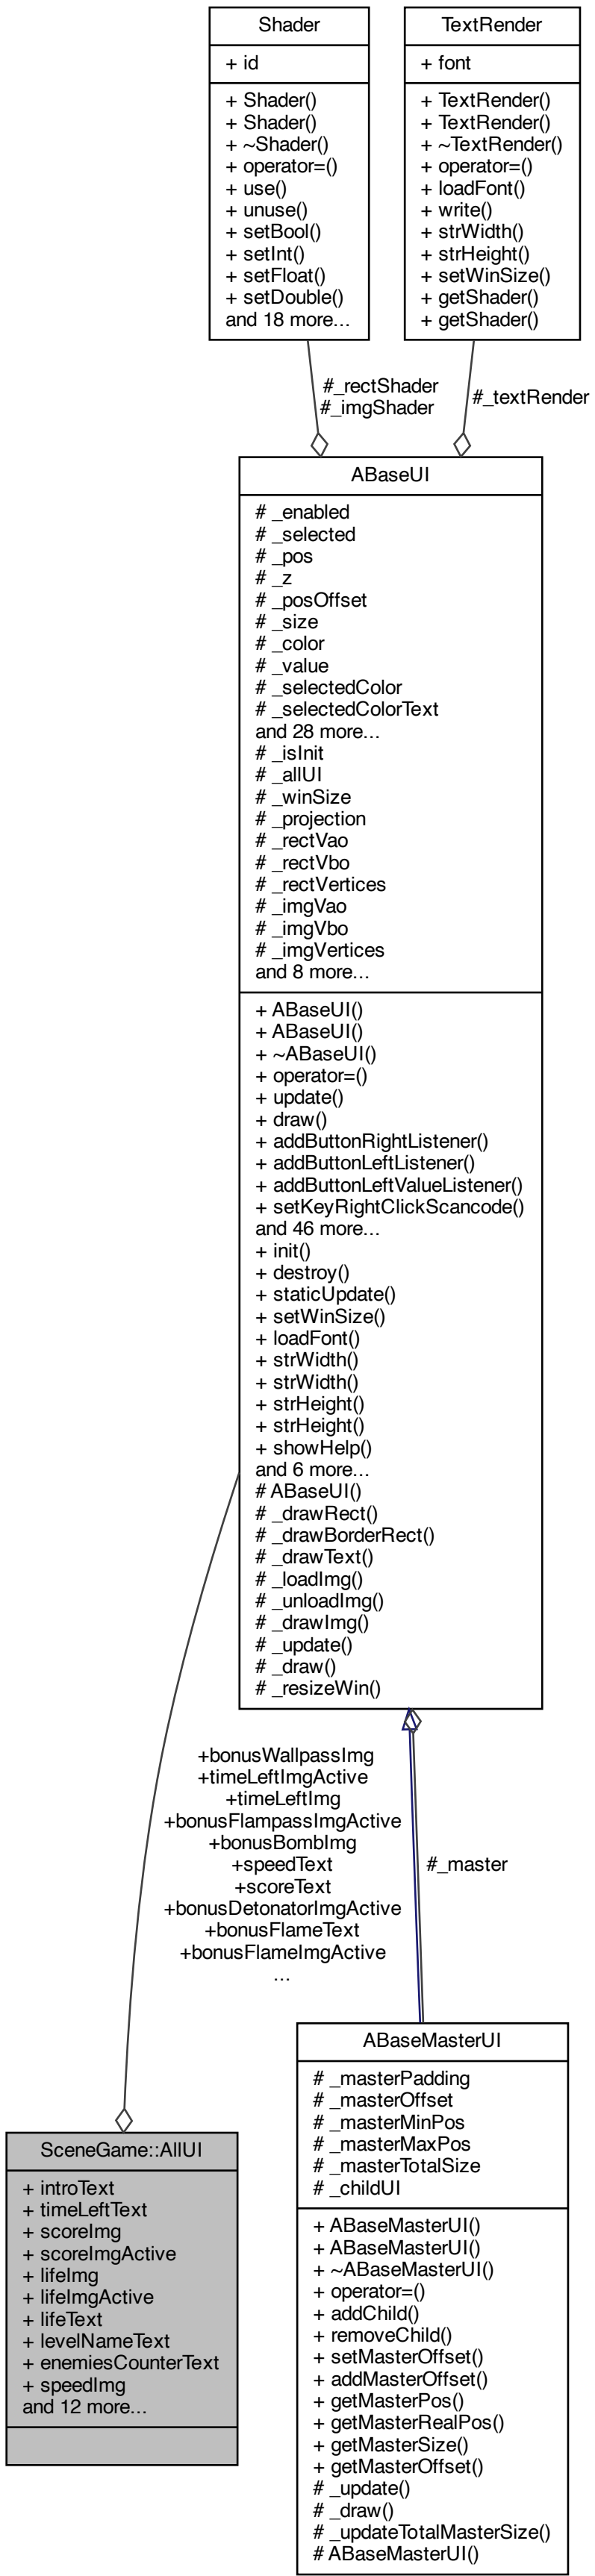 Shader
+ id
+ Shader()
+ Shader()
+ ~Shader()
+ operator=()
+ use()
+ unuse()
+ setBool()
+ setInt()
+ setFloat()
+ setDouble()
and 18 more...
TextRender
+ font
+ TextRender()
+ TextRender()
+ ~TextRender()
+ operator=()
+ loadFont()
+ write()
+ strWidth()
+ strHeight()
+ setWinSize()
+ getShader()
+ getShader()
#_rectShader
#_imgShader
#_textRender
ABaseUI
# _enabled
# _selected
# _pos
# _z
# _posOffset
# _size
# _color
# _value
# _selectedColor
# _selectedColorText
and 28 more...
# _isInit
# _allUI
# _winSize
# _projection
# _rectVao
# _rectVbo
# _rectVertices
# _imgVao
# _imgVbo
# _imgVertices
and 8 more...
+ ABaseUI()
+ ABaseUI()
+ ~ABaseUI()
+ operator=()
+ update()
+ draw()
+ addButtonRightListener()
+ addButtonLeftListener()
+ addButtonLeftValueListener()
+ setKeyRightClickScancode()
and 46 more...
+ init()
+ destroy()
+ staticUpdate()
+ setWinSize()
+ loadFont()
+ strWidth()
+ strWidth()
+ strHeight()
+ strHeight()
+ showHelp()
and 6 more...
# ABaseUI()
# _drawRect()
# _drawBorderRect()
# _drawText()
# _loadImg()
# _unloadImg()
# _drawImg()
# _update()
# _draw()
# _resizeWin()
+bonusWallpassImg
+timeLeftImgActive
+timeLeftImg
+bonusFlampassImgActive
+bonusBombImg
+speedText
+scoreText
+bonusDetonatorImgActive
+bonusFlameText
+bonusFlameImgActive
...
#_master
SceneGame::AllUI
+ introText
+ timeLeftText
+ scoreImg
+ scoreImgActive
+ lifeImg
+ lifeImgActive
+ lifeText
+ levelNameText
+ enemiesCounterText
+ speedImg
and 12 more...
ABaseMasterUI
# _masterPadding
# _masterOffset
# _masterMinPos
# _masterMaxPos
# _masterTotalSize
# _childUI
+ ABaseMasterUI()
+ ABaseMasterUI()
+ ~ABaseMasterUI()
+ operator=()
+ addChild()
+ removeChild()
+ setMasterOffset()
+ addMasterOffset()
+ getMasterPos()
+ getMasterRealPos()
+ getMasterSize()
+ getMasterOffset()
# _update()
# _draw()
# _updateTotalMasterSize()
# ABaseMasterUI()